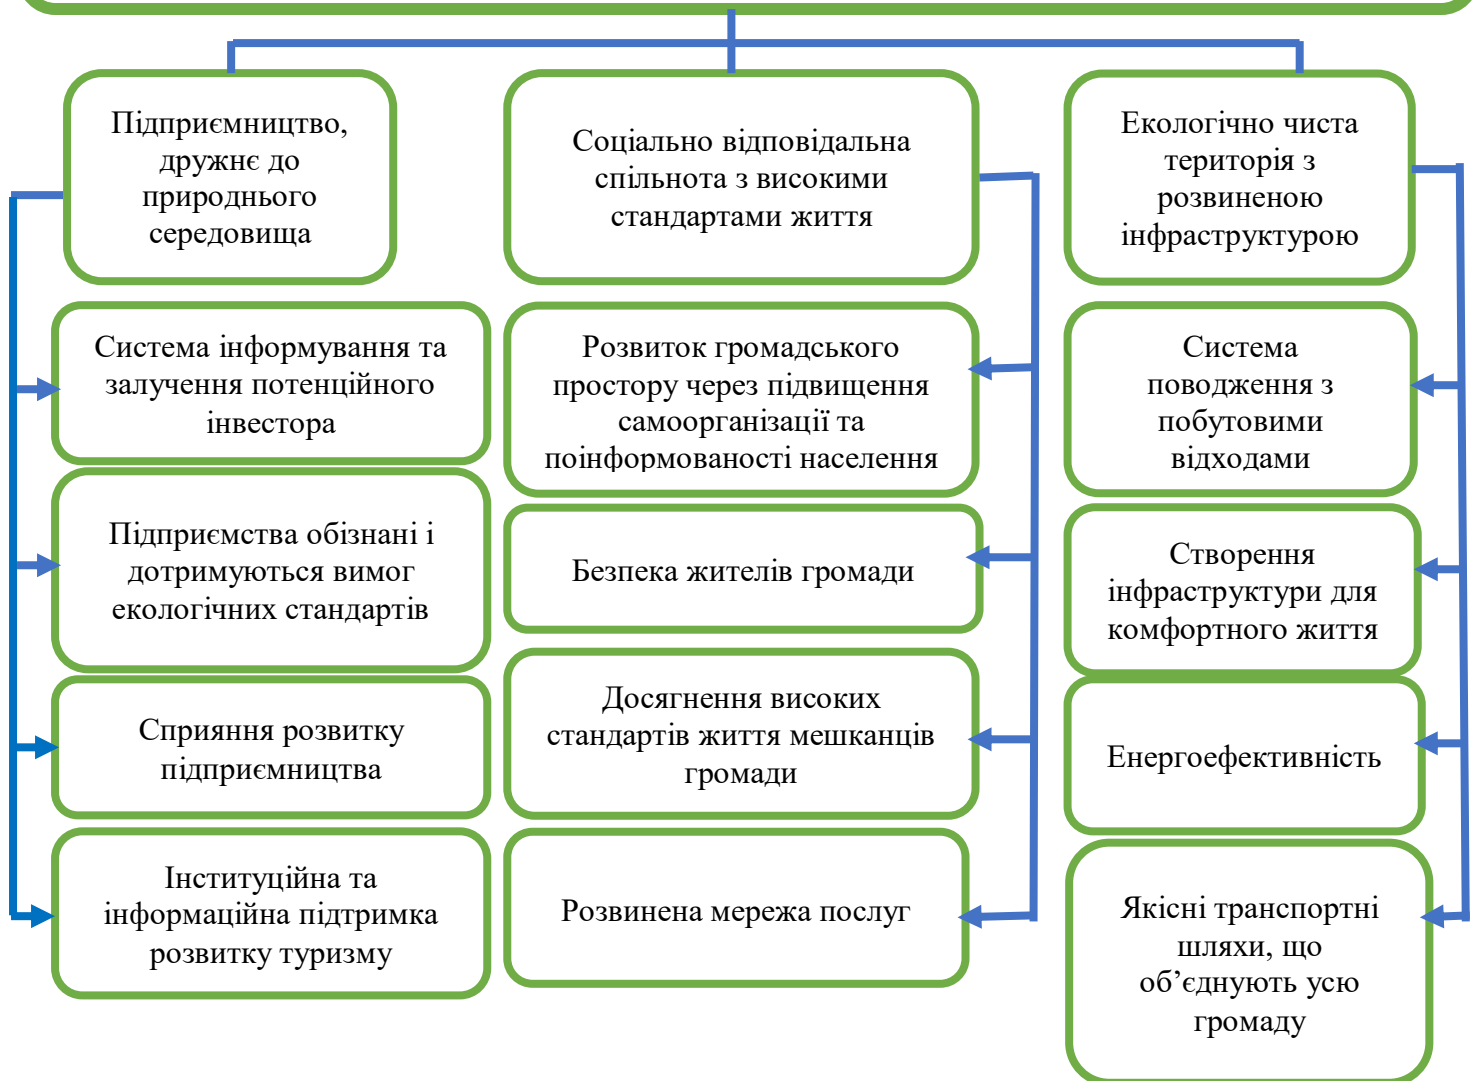 Підприємництво,
дружнє до
природнього
середовища
Система інформування та
залучення потенційного
інвестора
Підприємства обізнані і
дотримуються вимог
екологічних стандартів
Сприяння розвитку
підприємництва
Інституційна та
інформаційна підтримка
розвитку туризму
Соціально відповідальна
спільнота з високими
стандартами життя
Розвиток громадського
простору через підвищення
самоорганізації та
поінформованості населення
Безпека жителів громади
Досягнення високих
стандартів життя мешканців
громади
Розвинена мережа послуг
Екологічно чиста
територія з
розвиненою
інфраструктурою
Система
поводження з
побутовими
відходами
Створення
інфраструктури для
комфортного життя
Енергоефективність
Якісні транспортні
шляхи, що
об’єднують усю
громаду